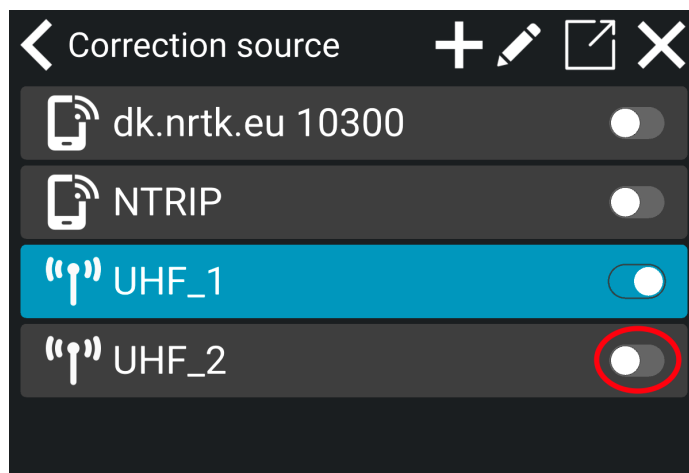 Correction source
dk.nrtk.eu 10300
NTRIP
UHF_1
UHF_2